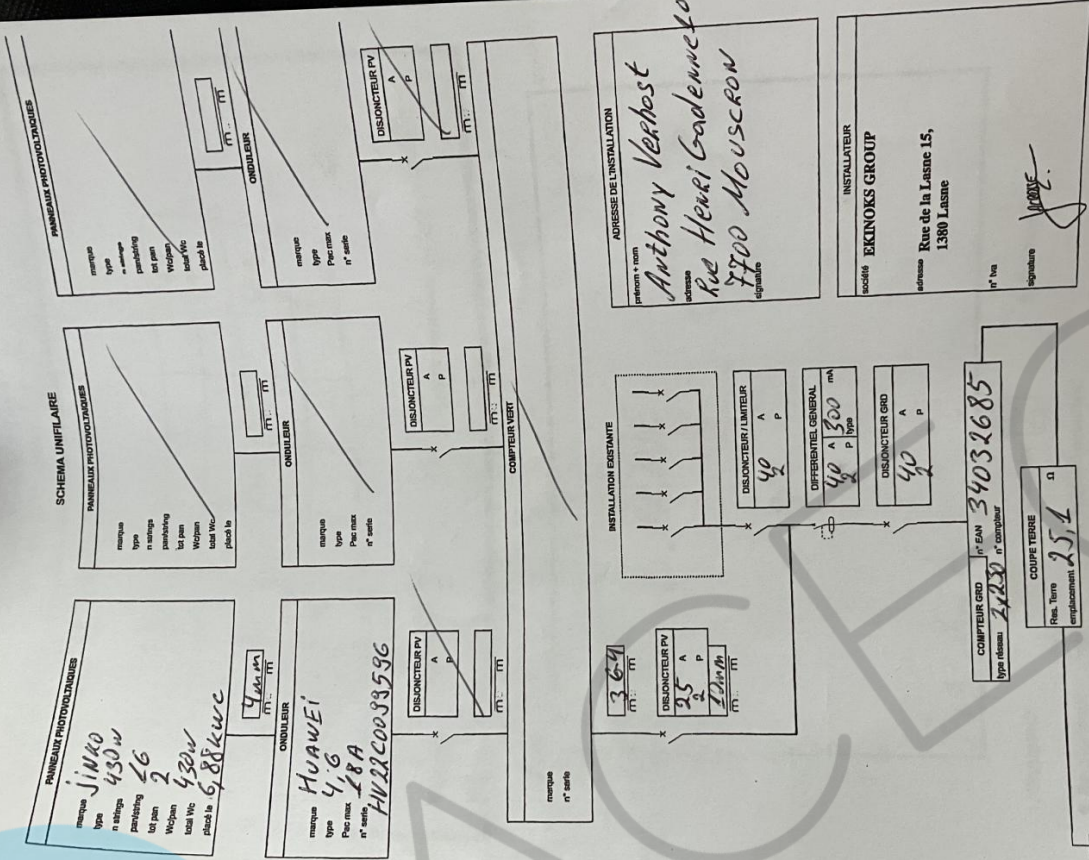 SCHEMA UNIFILAIRE
PANNEAUX PHOTOVOLTAIQUES
marque JINKO
type 430W
n strings
pan/string 16
tot pan 2
Wc/pan
total Wc 430W
placé le 6,88 KWC
4mm
ONDULEUR
marque HUAWEI
type 4,6
Pac max 18A
n° serie HV22C0099596
DISJONCTEUR PV
A
P
PANNEAUX PHOTOVOLTAIQUES
marque
type
n strings
pan/string
tot pan
Wc/pan
total Wc
placé le
ONDULEUR
marque
type
Pac max
n° serie
DISJONCTEUR PV
A
P
PANNEAUX PHOTOVOLTAIQUES
marque
type
n strings
pan/string
tot pan
Wc/pan
total Wc
placé le
ONDULEUR
marque
type
Pac max
n° serie
DISJONCTEUR PV
A
P
COMPTEUR VERT
marque
n° serie
DISJONCTEUR PV
25 A
2 P
10mm
INSTALLATION EXISTANTE
DISJONCTEUR / LIMITEUR
40 A
2 P
DIFFERENTIEL GENERAL
40 A 300 mA
2 P type
DISJONCTEUR GRD
40 A
2 P
COMPTEUR GRD n° EAN 34032685
type réseau 2x230 n° compteur
COUPE TERRE
Res. Terre 25,1 Ω
emplacement
ADRESSE DE L'INSTALLATION
prénom + nom
Anthony Verhost
adresse
Rue Henri Gadenne
7700 Mouscron
signature
INSTALLATEUR
société EKINOKS GROUP
adresse Rue de la Lasne 15,
1380 Lasne
n° tva
signature